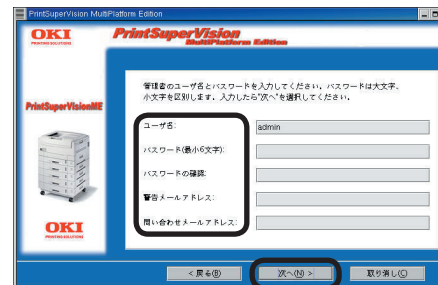 PrintSuperVision MultiPlatform Edition
OKI
PRINTING SOLUTIONS
PrintSuperVision
MultiPlatform Edition
管理者のユーザ名とパスワードを入力してください。パスワードは大文字、
小文字を区別します。入力したら"次へ"を選択してください。
PrintSuperVisionME
ユーザ名:
admin
パスワード(最小6文字):
パスワードの確認:
警告メールアドレス:
問い合わせメールアドレス:
OKI
PRINTING SOLUTIONS
< 戻る(B)
次へ(N) >
取り消し(C)